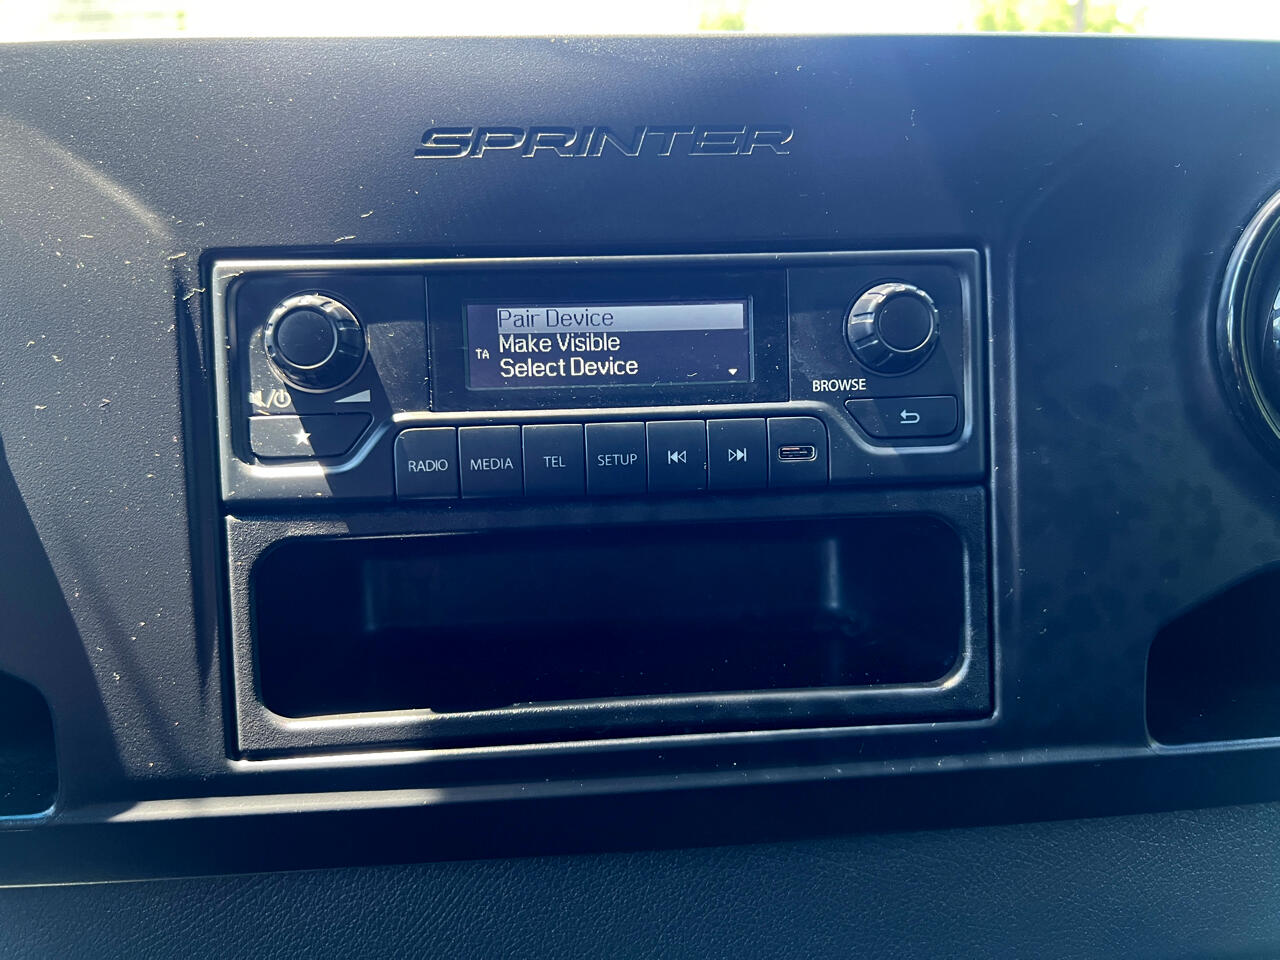 SPRINTER
Pair Device
Make Visible
TA
Select Device
BROWSE
RADIO
MEDIA
TEL
SETUP